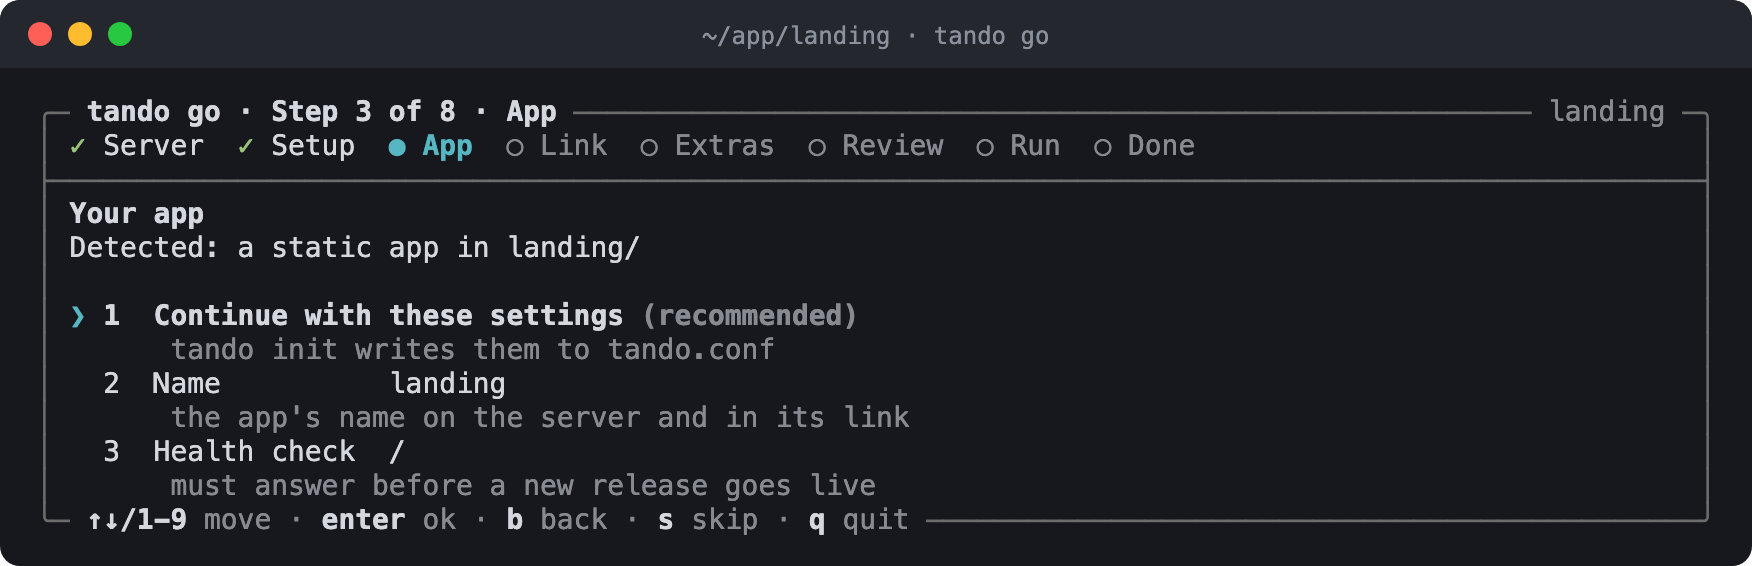 ~/app/landing · tando go
tando go · Step 3 of 8 · App landing
✓ Server ✓ Setup ● App ○ Link ○ Extras ○ Review ○ Run ○ Done
Your app
Detected: a static app in landing/
❯ 1 Continue with these settings (recommended)
tando init writes them to tando.conf
2 Name landing
the app's name on the server and in its link
3 Health check /
must answer before a new release goes live
↑↓/1–9 move · enter ok · b back · s skip · q quit